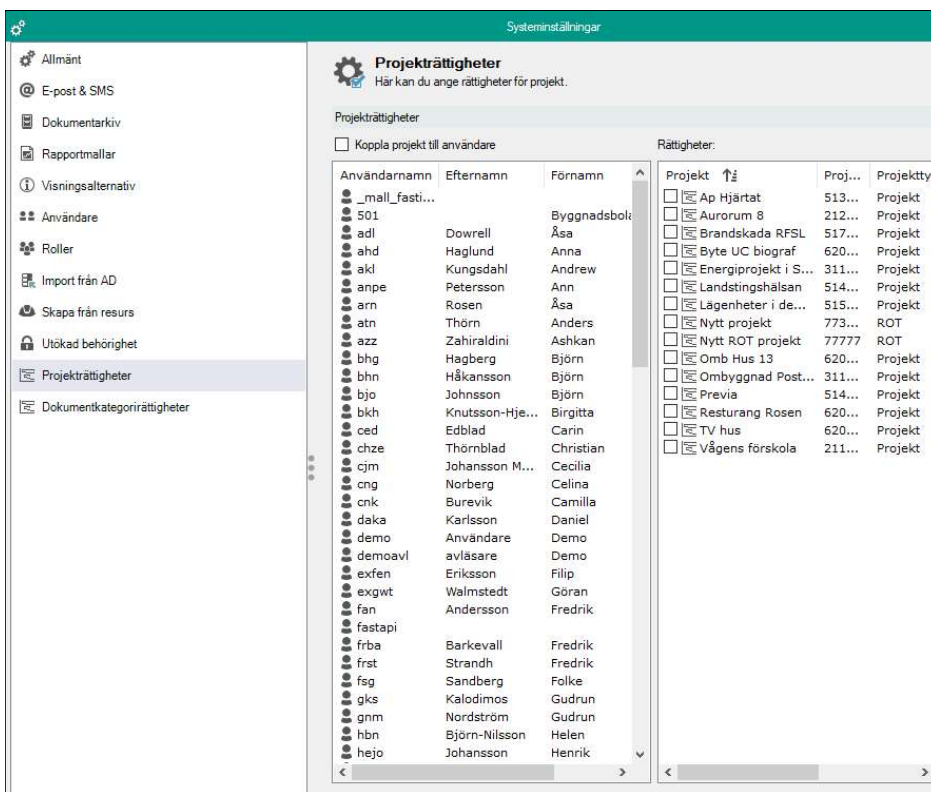 Systeminställningar
Allmänt
E-post & SMS
Dokumentarkiv
Rapportmallar
Visningsalternativ
Användare
Roller
Import från AD
Skapa från resurs
Utökad behörighet
Projekträttigheter
Dokumentkategorirättigheter
Projekträttigheter
Här kan du ange rättigheter för projekt.
Projekträttigheter
Koppla projekt till användare
Användarnamn Efternamn Förnamn
_mall_fasti...
501 Byggnadsbola
adl Dowrell Åsa
ahd Haglund Anna
akl Kungsdahl Andrew
anpe Petersson Ann
arn Rosen Åsa
atn Thörn Anders
azz Zahiraldini Ashkan
bhg Hagberg Björn
bhn Håkansson Björn
bjo Johnsson Björn
bkh Knutsson-Hje... Birgitta
ced Edblad Carin
chze Thörnblad Christian
cjm Johansson M... Cecilia
cng Norberg Celina
cnk Burevik Camilla
daka Karlsson Daniel
demo Användare Demo
demoavl avläsare Demo
exfen Eriksson Filip
exgwt Walmstedt Göran
fan Andersson Fredrik
fastapi
frba Barkevall Fredrik
frst Strandh Fredrik
fsg Sandberg Folke
gks Kalodimos Gudrun
gnm Nordström Gudrun
hbn Björn-Nilsson Helen
hejo Johansson Henrik
Rättigheter:
Projekt Proj... Projektty
Ap Hjärtat 513... Projekt
Aurorum 8 212... Projekt
Brandskada RFSL 517... Projekt
Byte UC biograf 620... Projekt
Energiprojekt i S... 311... Projekt
Landstingshälsan 514... Projekt
Lägenheter i de... 515... Projekt
Nytt projekt 773... ROT
Nytt ROT projekt 77777 ROT
Omb Hus 13 620... Projekt
Ombyggnad Post... 311... Projekt
Previa 514... Projekt
Resturang Rosen 620... Projekt
TV hus 620... Projekt
Vågens förskola 211... Projekt